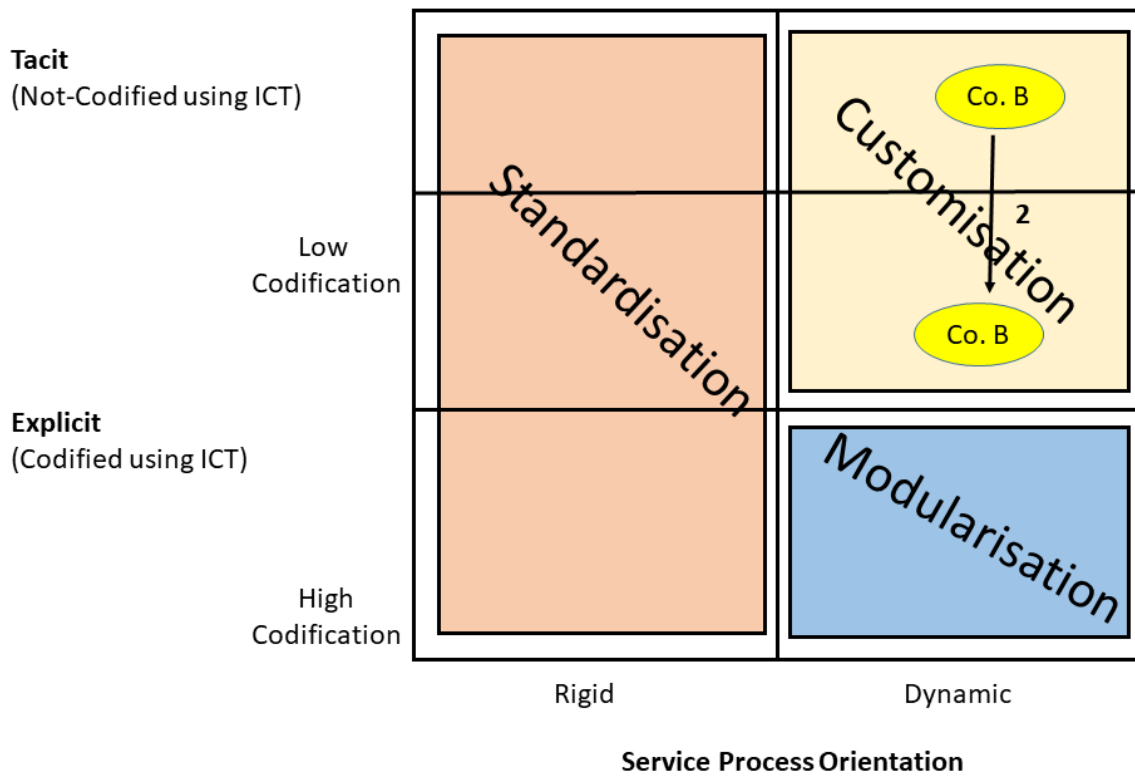 Tacit
(Not-Codified using ICT)
Co. B
Customisation
Standardisation
2
Low
Codification
Co. B
Explicit
(Codified using ICT)
Modularisation
High
Codification
Rigid
Dynamic
Service Process Orientation